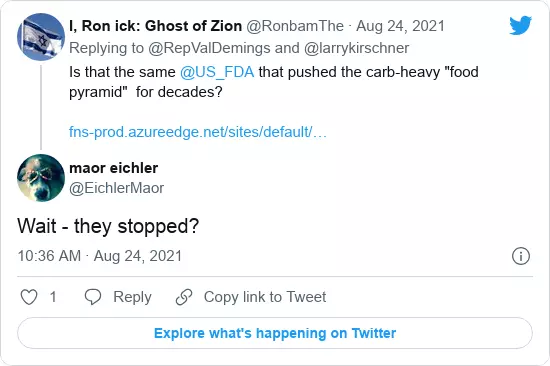 I, Ron ick: Ghost of Zion @RonbamThe · Aug 24, 2021
Replying to @RepValDemings and @larrykirschner
Is that the same @US_FDA that pushed the carb-heavy "food
pyramid"  for decades?
fns-prod.azureedge.net/sites/default/…
maor eichler
@EichlerMaor
Wait - they stopped?
10:36 AM · Aug 24, 2021
1 Reply Copy link to Tweet
Explore what's happening on Twitter